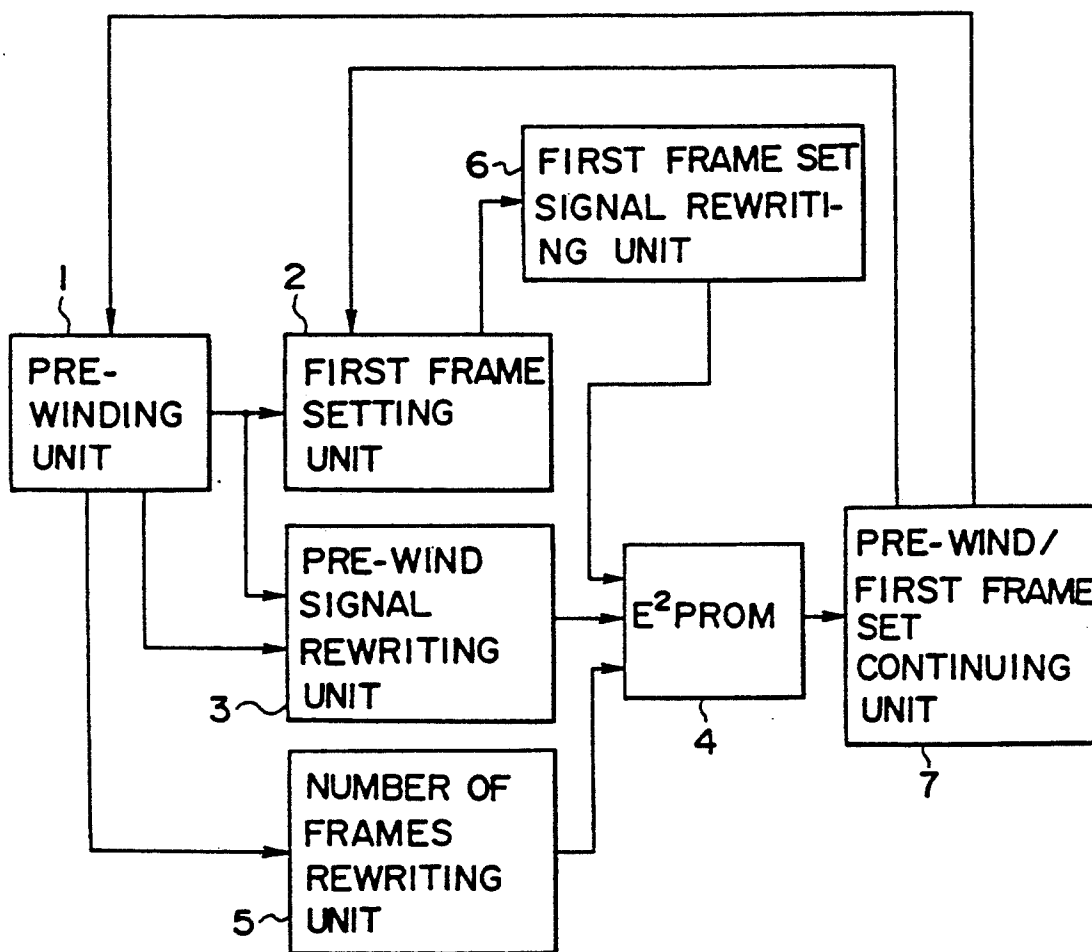 6
FIRST FRAME SET
SIGNAL REWRITI-
NG UNIT
1
PRE-
WINDING
UNIT
2
FIRST FRAME
SETTING
UNIT
PRE-WIND
SIGNAL
REWRITING
UNIT
3
E²PROM
4
PRE-WIND/
FIRST FRAME
SET
CONTINUING
UNIT
7
NUMBER OF
FRAMES
REWRITING
UNIT
5